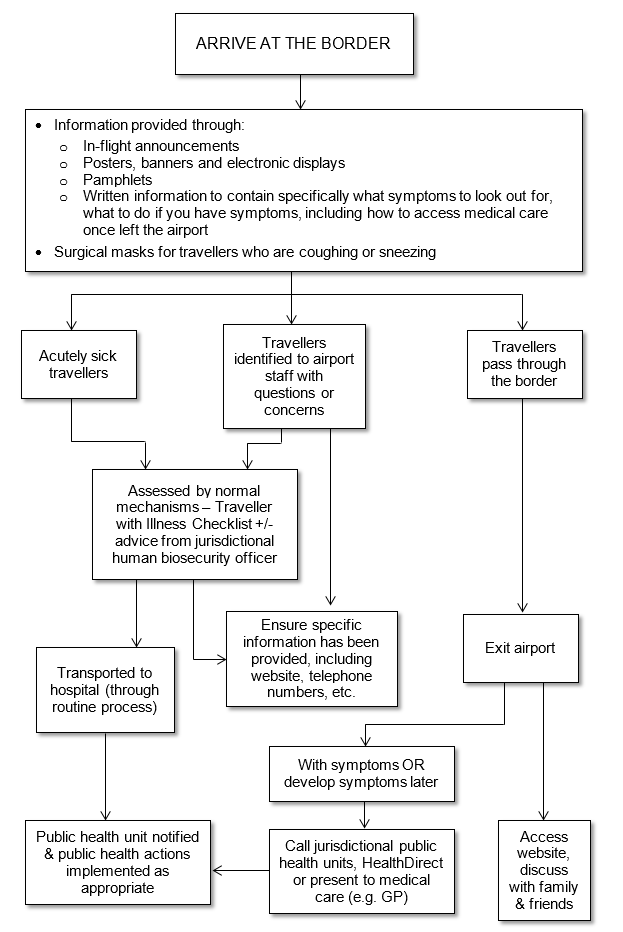 ARRIVE AT THE BORDER
• Information provided through:
o In-flight announcements
o Posters, banners and electronic displays
o Pamphlets
o Written information to contain specifically what symptoms to look out for,
what to do if you have symptoms, including how to access medical care
once left the airport
• Surgical masks for travellers who are coughing or sneezing
Acutely sick
travellers
Travellers
identified to airport
staff with
questions or
concerns
Travellers
pass through
the border
Assessed by normal
mechanisms – Traveller
with Illness Checklist +/-
advice from jurisdictional
human biosecurity officer
Ensure specific
information has been
provided, including
website, telephone
numbers, etc.
Exit airport
Transported to
hospital (through
routine process)
With symptoms OR
develop symptoms later
Public health unit notified
& public health actions
implemented as
appropriate
Call jurisdictional public
health units, HealthDirect
or present to medical
care (e.g. GP)
Access
website,
discuss
with family
& friends